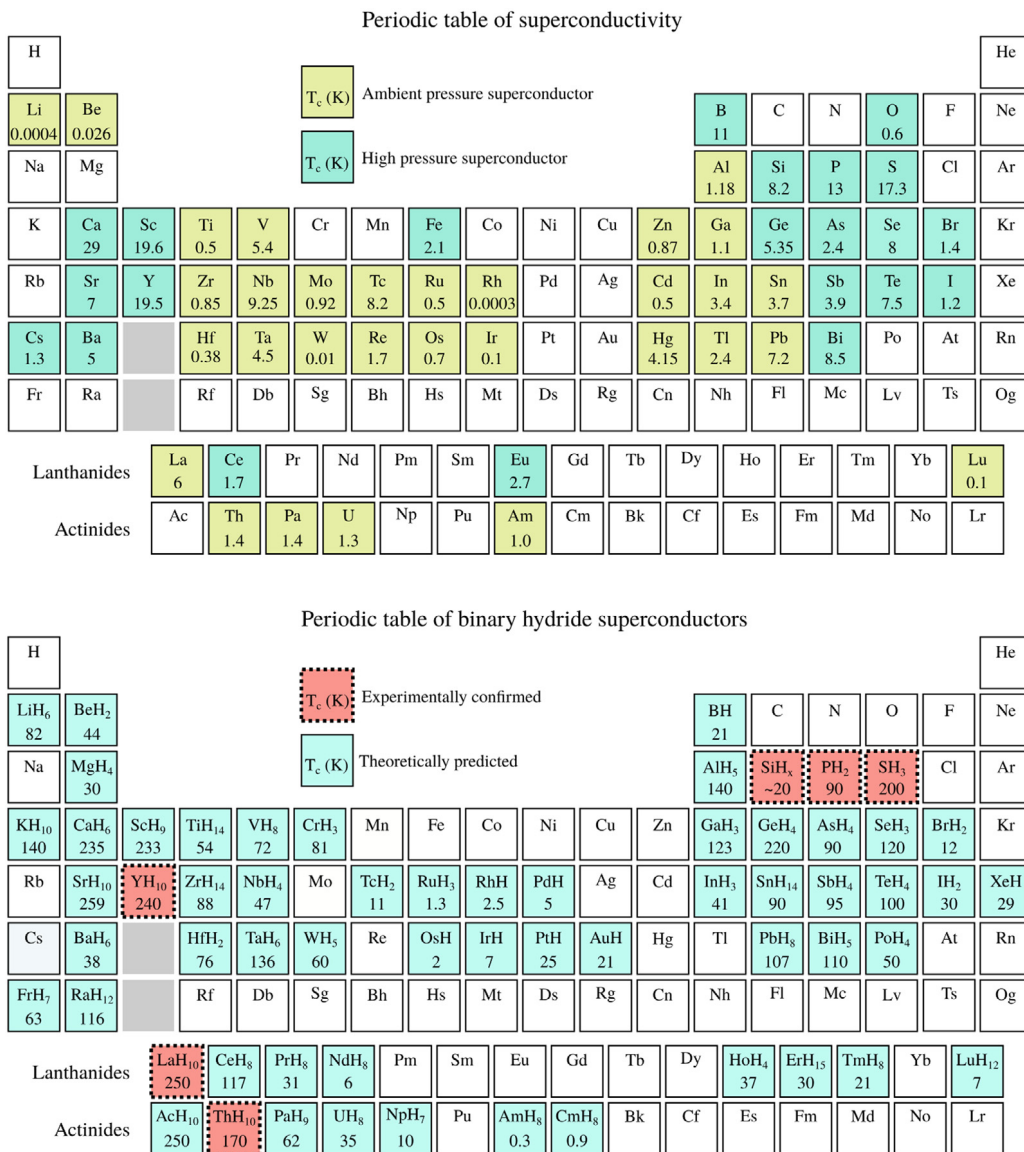 Periodic table of superconductivity
H He
T_c (K) Ambient pressure superconductor
Li Be B C N O F Ne
0.0004 0.026 11 0.6
T_c (K) High pressure superconductor
Na Mg Al Si P S Cl Ar
1.18 8.2 13 17.3
K Ca Sc Ti V Cr Mn Fe Co Ni Cu Zn Ga Ge As Se Br Kr
29 19.6 0.5 5.4 2.1 0.87 1.1 5.35 2.4 8 1.4
Rb Sr Y Zr Nb Mo Tc Ru Rh Pd Ag Cd In Sn Sb Te I Xe
7 19.5 0.85 9.25 0.92 8.2 0.5 0.0003 0.5 3.4 3.7 3.9 7.5 1.2
Cs Ba Hf Ta W Re Os Ir Pt Au Hg Tl Pb Bi Po At Rn
1.3 5 0.38 4.5 0.01 1.7 0.7 0.1 4.15 2.4 7.2 8.5
Fr Ra Rf Db Sg Bh Hs Mt Ds Rg Cn Nh Fl Mc Lv Ts Og
Lanthanides La Ce Pr Nd Pm Sm Eu Gd Tb Dy Ho Er Tm Yb Lu
6 1.7 2.7 0.1
Actinides Ac Th Pa U Np Pu Am Cm Bk Cf Es Fm Md No Lr
1.4 1.4 1.3 1.0
Periodic table of binary hydride superconductors
H He
T_c (K) Experimentally confirmed
LiH₆ BeH₂ BH C N O F Ne
82 44 21
T_c (K) Theoretically predicted
Na MgH₄ AlH₅ SiHₓ PH₂ SH₃ Cl Ar
30 140 ~20 90 200
KH₁₀ CaH₆ ScH₉ TiH₁₄ VH₈ CrH₃ Mn Fe Co Ni Cu Zn GaH₃ GeH₄ AsH₄ SeH₃ BrH₂ Kr
140 235 233 54 72 81 123 220 90 120 12
Rb SrH₁₀ YH₁₀ ZrH₁₄ NbH₄ Mo TcH₂ RuH₃ RhH PdH Ag Cd InH₃ SnH₁₄ SbH₄ TeH₄ IH₂ XeH
259 240 88 47 11 1.3 2.5 5 41 90 95 100 30 29
Cs BaH₆ HfH₂ TaH₆ WH₅ Re OsH IrH PtH AuH Hg Tl PbH₈ BiH₅ PoH₄ At Rn
38 76 136 60 2 7 25 21 107 110 50
FrH₇ RaH₁₂ Rf Db Sg Bh Hs Mt Ds Rg Cn Nh Fl Mc Lv Ts Og
63 116
Lanthanides LaH₁₀ CeH₈ PrH₈ NdH₈ Pm Sm Eu Gd Tb Dy HoH₄ ErH₁₅ TmH₈ Yb LuH₁₂
250 117 31 6 37 30 21 7
Actinides AcH₁₀ ThH₁₀ PaH₉ UH₈ NpH₇ Pu AmH₈ CmH₈ Bk Cf Es Fm Md No Lr
250 170 62 35 10 0.3 0.9